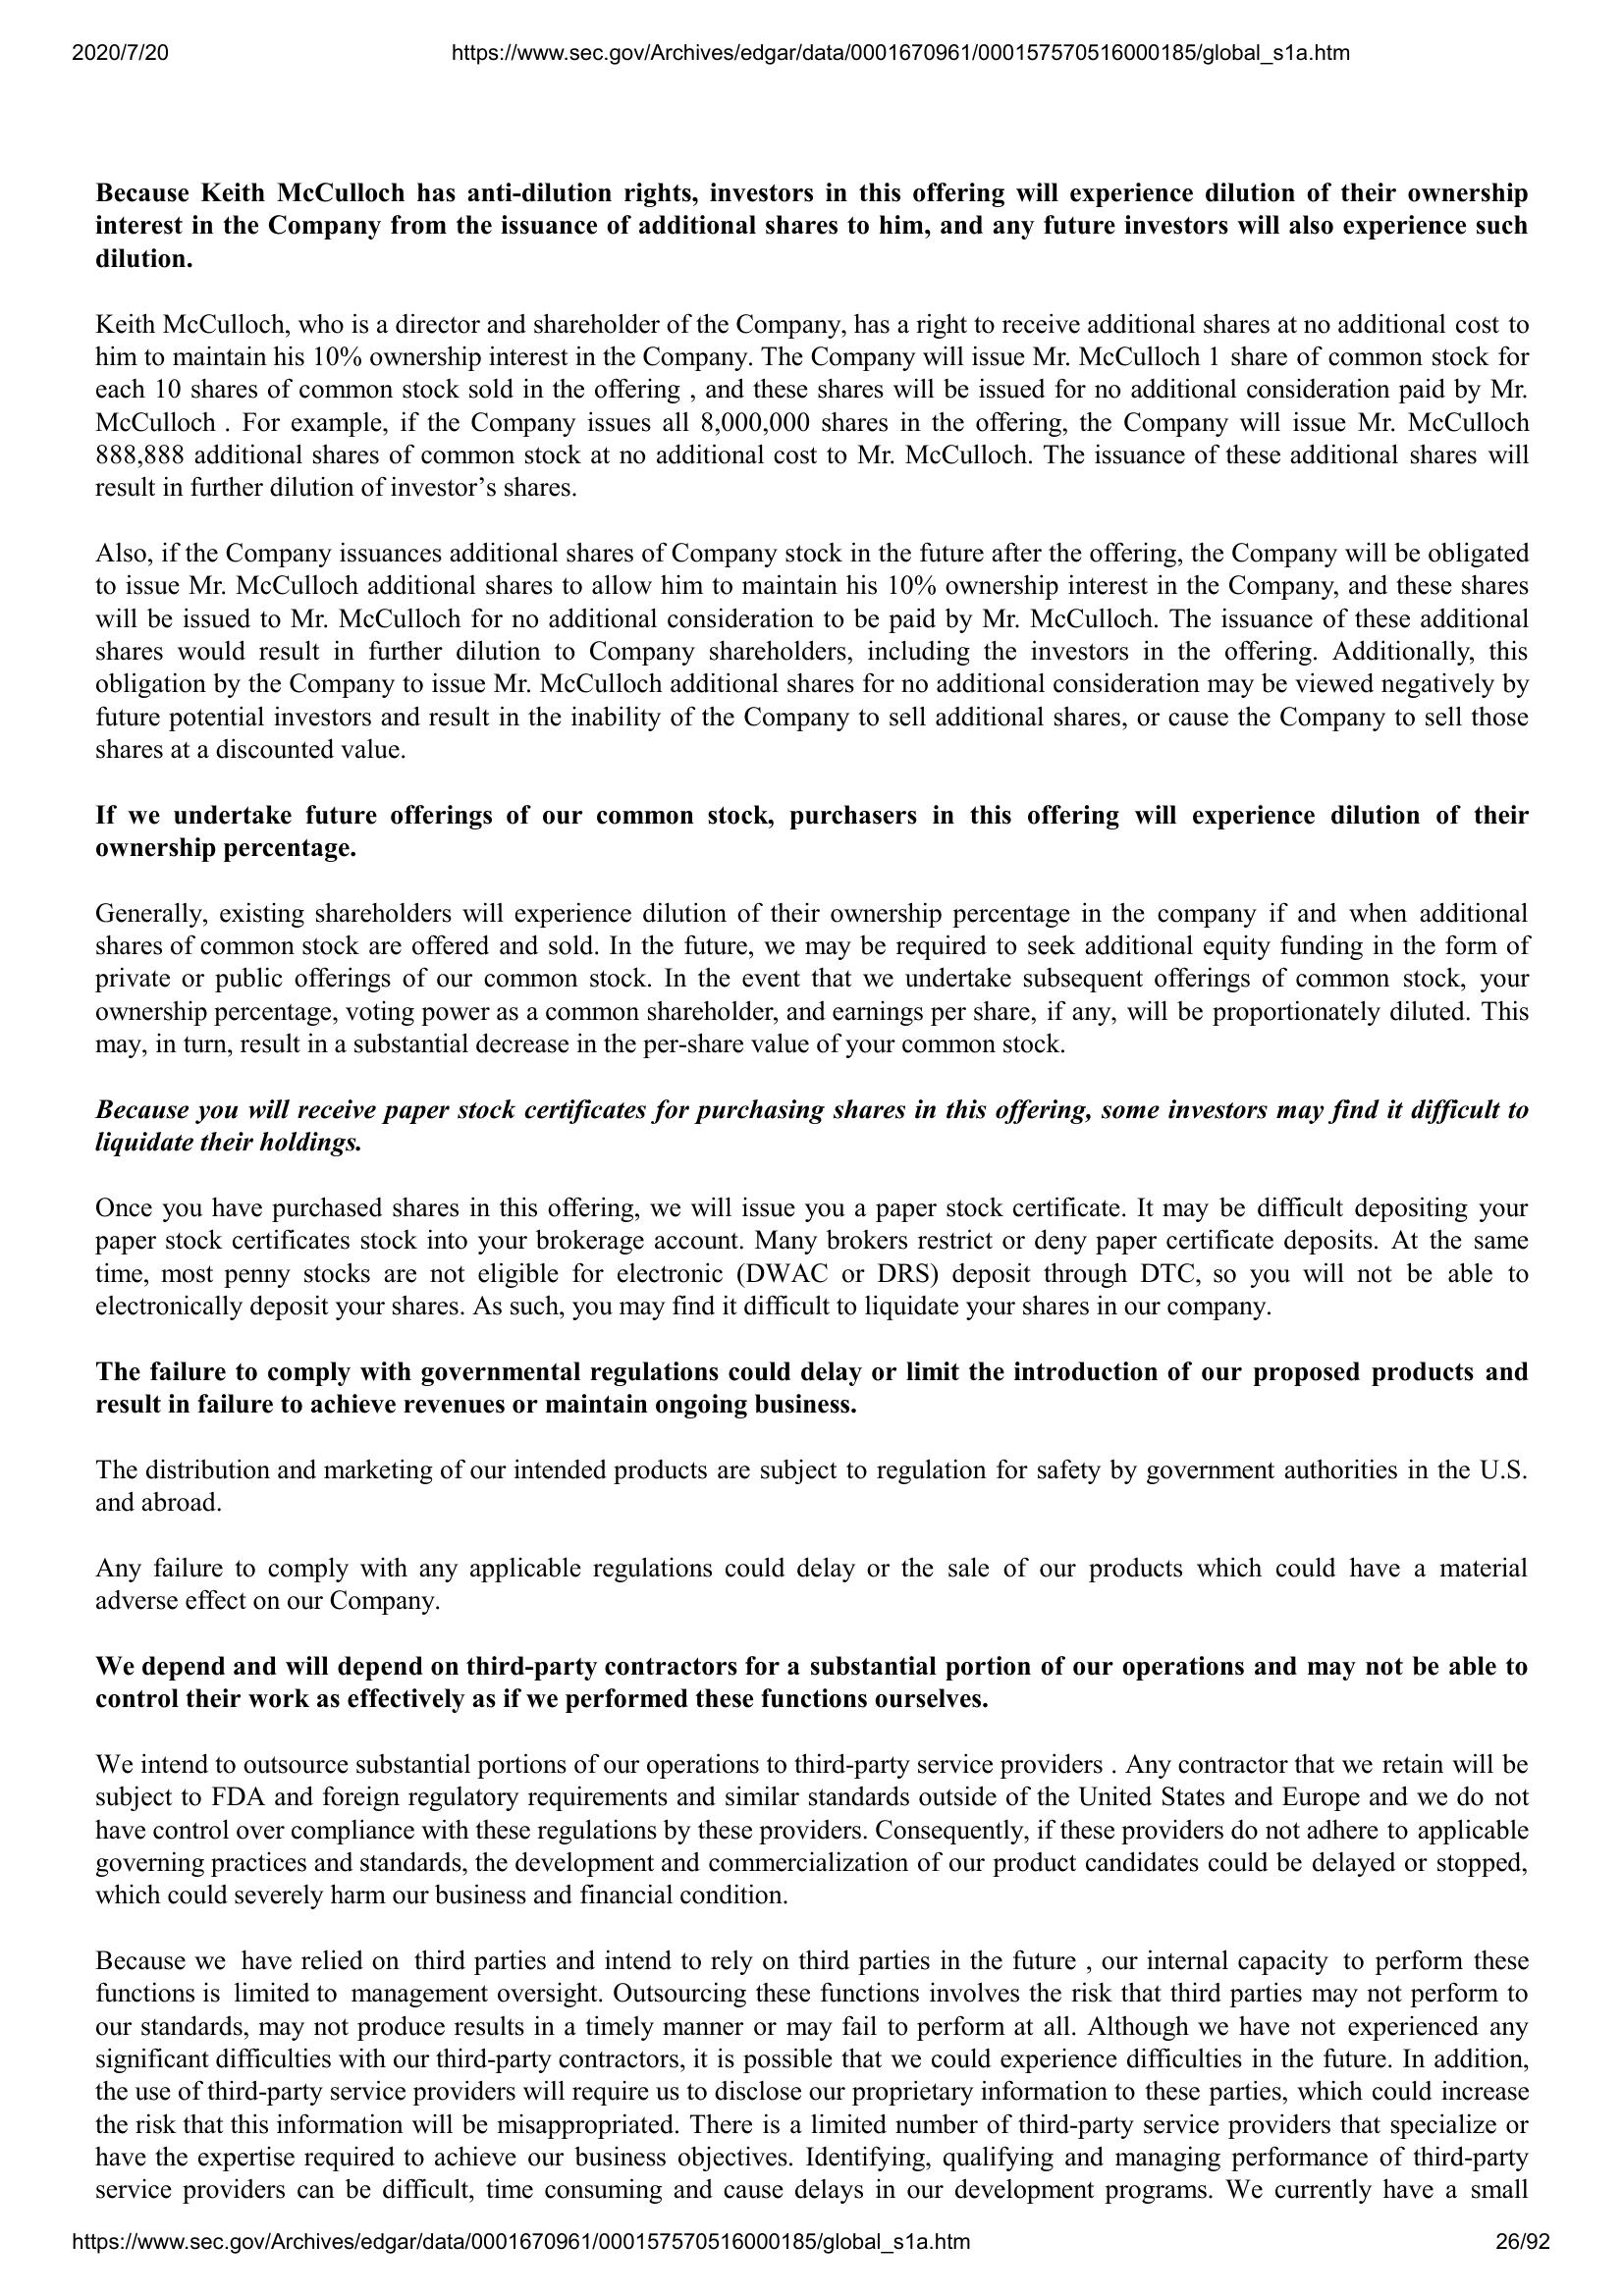 2020/7/20 https://www.sec.gov/Archives/edgar/data/0001670961/000157570516000185/global_s1a.htm
Because Keith McCulloch has anti-dilution rights, investors in this offering will experience dilution of their ownership
interest in the Company from the issuance of additional shares to him, and any future investors will also experience such
dilution.
Keith McCulloch, who is a director and shareholder of the Company, has a right to receive additional shares at no additional cost to
him to maintain his 10% ownership interest in the Company. The Company will issue Mr. McCulloch 1 share of common stock for
each 10 shares of common stock sold in the offering , and these shares will be issued for no additional consideration paid by Mr.
McCulloch . For example, if the Company issues all 8,000,000 shares in the offering, the Company will issue Mr. McCulloch
888,888 additional shares of common stock at no additional cost to Mr. McCulloch. The issuance of these additional shares will
result in further dilution of investor’s shares.
Also, if the Company issuances additional shares of Company stock in the future after the offering, the Company will be obligated
to issue Mr. McCulloch additional shares to allow him to maintain his 10% ownership interest in the Company, and these shares
will be issued to Mr. McCulloch for no additional consideration to be paid by Mr. McCulloch. The issuance of these additional
shares would result in further dilution to Company shareholders, including the investors in the offering. Additionally, this
obligation by the Company to issue Mr. McCulloch additional shares for no additional consideration may be viewed negatively by
future potential investors and result in the inability of the Company to sell additional shares, or cause the Company to sell those
shares at a discounted value.
If we undertake future offerings of our common stock, purchasers in this offering will experience dilution of their
ownership percentage.
Generally, existing shareholders will experience dilution of their ownership percentage in the company if and when additional
shares of common stock are offered and sold. In the future, we may be required to seek additional equity funding in the form of
private or public offerings of our common stock. In the event that we undertake subsequent offerings of common stock, your
ownership percentage, voting power as a common shareholder, and earnings per share, if any, will be proportionately diluted. This
may, in turn, result in a substantial decrease in the per-share value of your common stock.
Because you will receive paper stock certificates for purchasing shares in this offering, some investors may find it difficult to
liquidate their holdings.
Once you have purchased shares in this offering, we will issue you a paper stock certificate. It may be difficult depositing your
paper stock certificates stock into your brokerage account. Many brokers restrict or deny paper certificate deposits. At the same
time, most penny stocks are not eligible for electronic (DWAC or DRS) deposit through DTC, so you will not be able to
electronically deposit your shares. As such, you may find it difficult to liquidate your shares in our company.
The failure to comply with governmental regulations could delay or limit the introduction of our proposed products and
result in failure to achieve revenues or maintain ongoing business.
The distribution and marketing of our intended products are subject to regulation for safety by government authorities in the U.S.
and abroad.
Any failure to comply with any applicable regulations could delay or the sale of our products which could have a material
adverse effect on our Company.
We depend and will depend on third-party contractors for a substantial portion of our operations and may not be able to
control their work as effectively as if we performed these functions ourselves.
We intend to outsource substantial portions of our operations to third-party service providers . Any contractor that we retain will be
subject to FDA and foreign regulatory requirements and similar standards outside of the United States and Europe and we do not
have control over compliance with these regulations by these providers. Consequently, if these providers do not adhere to applicable
governing practices and standards, the development and commercialization of our product candidates could be delayed or stopped,
which could severely harm our business and financial condition.
Because we have relied on third parties and intend to rely on third parties in the future , our internal capacity to perform these
functions is limited to management oversight. Outsourcing these functions involves the risk that third parties may not perform to
our standards, may not produce results in a timely manner or may fail to perform at all. Although we have not experienced any
significant difficulties with our third-party contractors, it is possible that we could experience difficulties in the future. In addition,
the use of third-party service providers will require us to disclose our proprietary information to these parties, which could increase
the risk that this information will be misappropriated. There is a limited number of third-party service providers that specialize or
have the expertise required to achieve our business objectives. Identifying, qualifying and managing performance of third-party
service providers can be difficult, time consuming and cause delays in our development programs. We currently have a small
https://www.sec.gov/Archives/edgar/data/0001670961/000157570516000185/global_s1a.htm 26/92